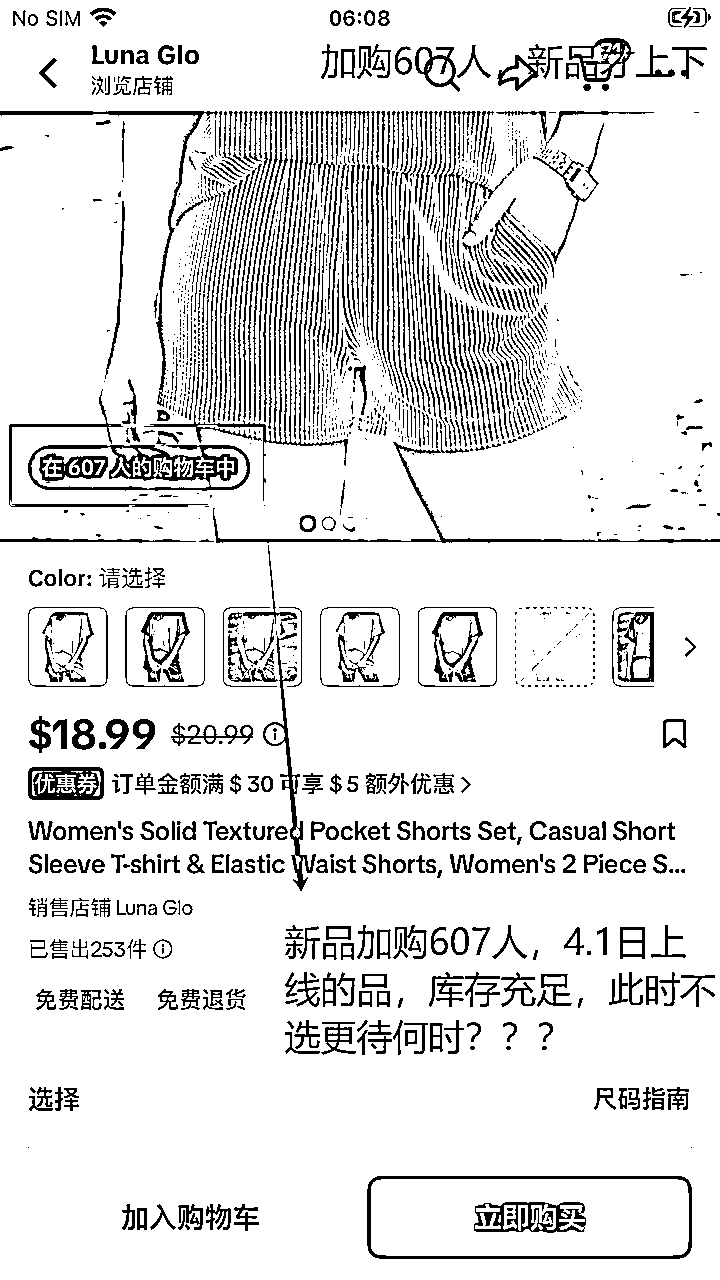 No SIM 06:08
Luna Glo
浏览店铺
加购607人 新品 上下
74
在607人的购物车中
Color: 请选择
$18.99 $20.99
优惠券 订单金额满 $ 30 可享 $ 5 额外优惠
Women's Solid Textured Pocket Shorts Set, Casual Short
Sleeve T-shirt & Elastic Waist Shorts, Women's 2 Piece S...
销售店铺 Luna Glo
已售出253件
免费配送 免费退货
新品加购607人，4.1日上
线的品，库存充足，此时不
选更待何时？？？
选择 尺码指南
加入购物车 立即购买